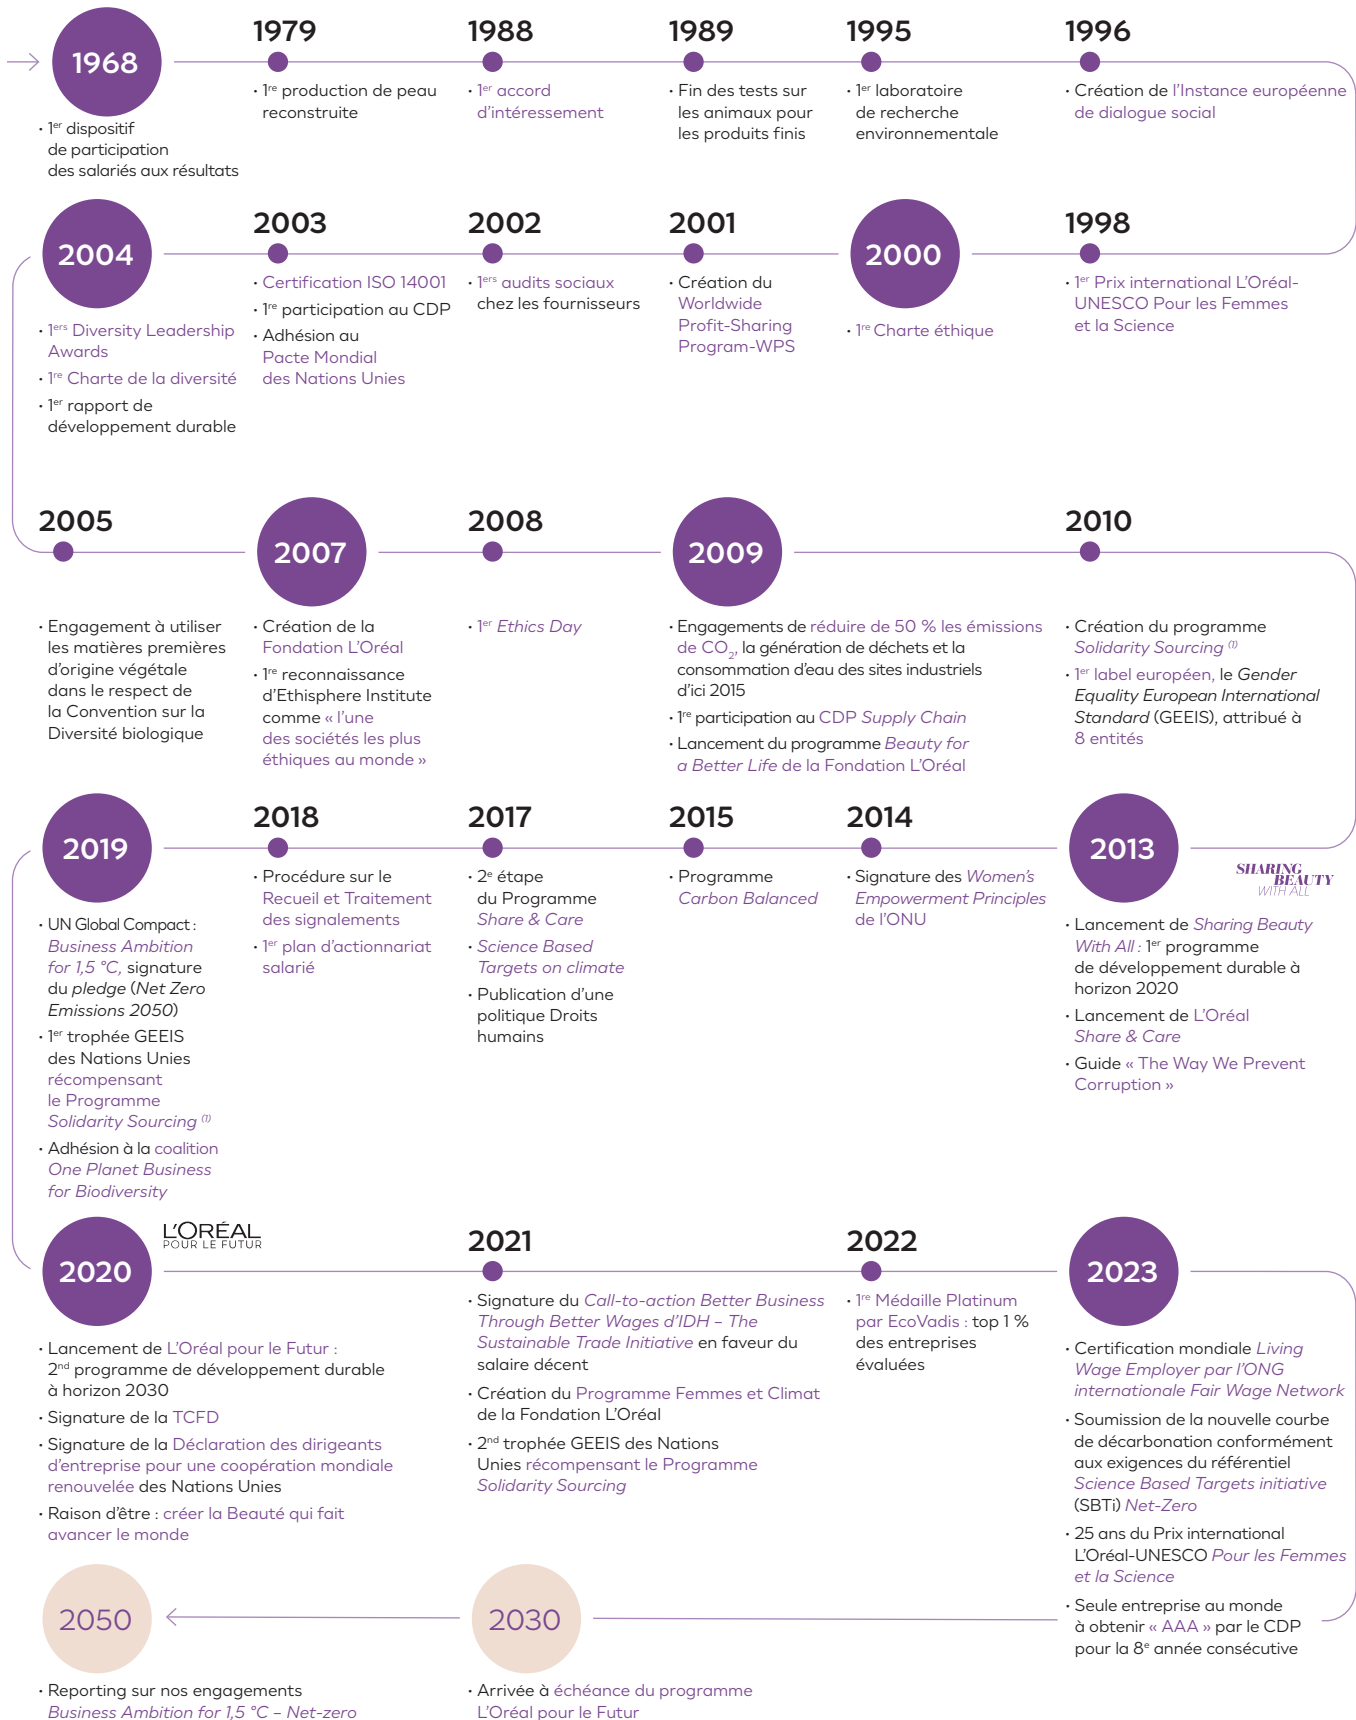 1968
• 1er dispositif
de participation
des salariés aux résultats
1979
• 1re production de peau
reconstruite
1988
• 1er accord
d’intéressement
1989
• Fin des tests sur
les animaux pour
les produits finis
1995
• 1er laboratoire
de recherche
environnementale
1996
• Création de l’Instance européenne
de dialogue social
1998
• 1er Prix international L’Oréal-
UNESCO Pour les Femmes
et la Science
2000
• 1re Charte éthique
2001
• Création du
Worldwide
Profit-Sharing
Program-WPS
2002
• 1ers audits sociaux
chez les fournisseurs
2003
• Certification ISO 14001
• 1re participation au CDP
• Adhésion au
Pacte Mondial
des Nations Unies
2004
• 1ers Diversity Leadership
Awards
• 1re Charte de la diversité
• 1er rapport de
développement durable
2005
• Engagement à utiliser
les matières premières
d’origine végétale
dans le respect de
la Convention sur la
Diversité biologique
2007
• Création de la
Fondation L’Oréal
• 1re reconnaissance
d’Ethisphere Institute
comme « l’une
des sociétés les plus
éthiques au monde »
2008
• 1er Ethics Day
2009
• Engagements de réduire de 50 % les émissions
de CO2, la génération de déchets et la
consommation d’eau des sites industriels
d’ici 2015
• 1re participation au CDP Supply Chain
• Lancement du programme Beauty for
a Better Life de la Fondation L’Oréal
2010
• Création du programme
Solidarity Sourcing (1)
• 1er label européen, le Gender
Equality European International
Standard (GEEIS), attribué à
8 entités
2013
SHARING
BEAUTY
WITH ALL
• Lancement de Sharing Beauty
With All : 1er programme
de développement durable à
horizon 2020
• Lancement de L’Oréal
Share & Care
• Guide « The Way We Prevent
Corruption »
2014
• Signature des Women’s
Empowerment Principles
de l’ONU
2015
• Programme
Carbon Balanced
2017
• 2e étape
du Programme
Share & Care
• Science Based
Targets on climate
• Publication d’une
politique Droits
humains
2018
• Procédure sur le
Recueil et Traitement
des signalements
• 1er plan d’actionnariat
salarié
2019
• UN Global Compact :
Business Ambition
for 1,5 °C, signature
du pledge (Net Zero
Emissions 2050)
• 1er trophée GEEIS
des Nations Unies
récompensant
le Programme
Solidarity Sourcing (1)
• Adhésion à la coalition
One Planet Business
for Biodiversity
2020
L’ORÉAL
POUR LE FUTUR
• Lancement de L’Oréal pour le Futur :
2nd programme de développement durable
à horizon 2030
• Signature de la TCFD
• Signature de la Déclaration des dirigeants
d’entreprise pour une coopération mondiale
renouvelée des Nations Unies
• Raison d’être : créer la Beauté qui fait
avancer le monde
2021
• Signature du Call-to-action Better Business
Through Better Wages d’IDH – The
Sustainable Trade Initiative en faveur du
salaire décent
• Création du Programme Femmes et Climat
de la Fondation L’Oréal
• 2nd trophée GEEIS des Nations
Unies récompensant le Programme
Solidarity Sourcing
2022
• 1re Médaille Platinum
par EcoVadis : top 1 %
des entreprises
évaluées
2023
• Certification mondiale Living
Wage Employer par l’ONG
internationale Fair Wage Network
• Soumission de la nouvelle courbe
de décarbonation conformément
aux exigences du référentiel
Science Based Targets initiative
(SBTi) Net-Zero
• 25 ans du Prix international
L’Oréal-UNESCO Pour les Femmes
et la Science
• Seule entreprise au monde
à obtenir « AAA » par le CDP
pour la 8e année consécutive
2030
• Arrivée à échéance du programme
L’Oréal pour le Futur
2050
• Reporting sur nos engagements
Business Ambition for 1,5 °C – Net-zero